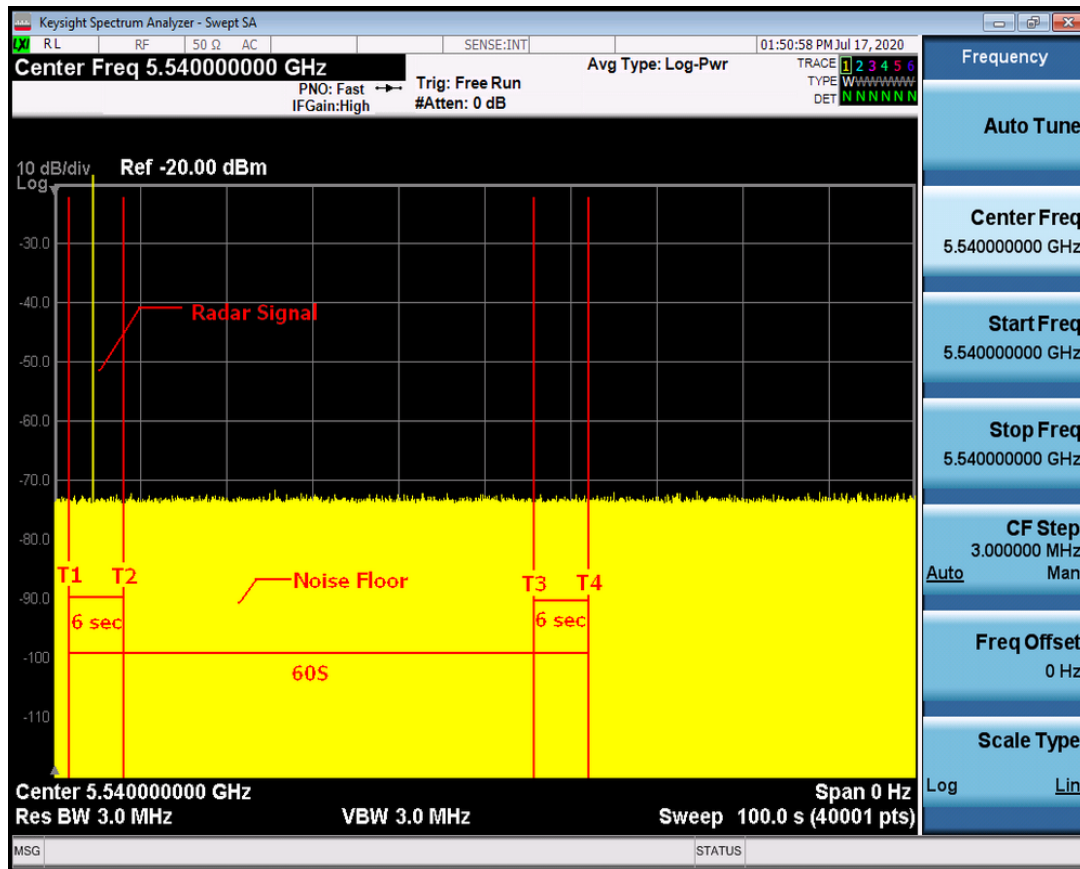 Keysight Spectrum Analyzer - Swept SA
LXI RL RF 50 Ω AC SENSE:INT 01:50:58 PM Jul 17, 2020
Center Freq 5.540000000 GHz
PNO: Fast
IFGain:High
Trig: Free Run
#Atten: 0 dB
Avg Type: Log-Pwr
TRACE 1 2 3 4 5 6
TYPE W W W W W W
DET N N N N N N
10 dB/div
Log
Ref -20.00 dBm
-30.0
-40.0
-50.0
-60.0
-70.0
-80.0
-90.0
-100
-110
Radar Signal
T1 T2
Noise Floor
T3 T4
6 sec
6 sec
60S
Center 5.540000000 GHz
Span 0 Hz
Res BW 3.0 MHz
VBW 3.0 MHz
Sweep 100.0 s (40001 pts)
MSG
STATUS
Frequency
Auto Tune
Center Freq
5.540000000 GHz
Start Freq
5.540000000 GHz
Stop Freq
5.540000000 GHz
CF Step
3.000000 MHz
Auto Man
Freq Offset
0 Hz
Scale Type
Log Lin